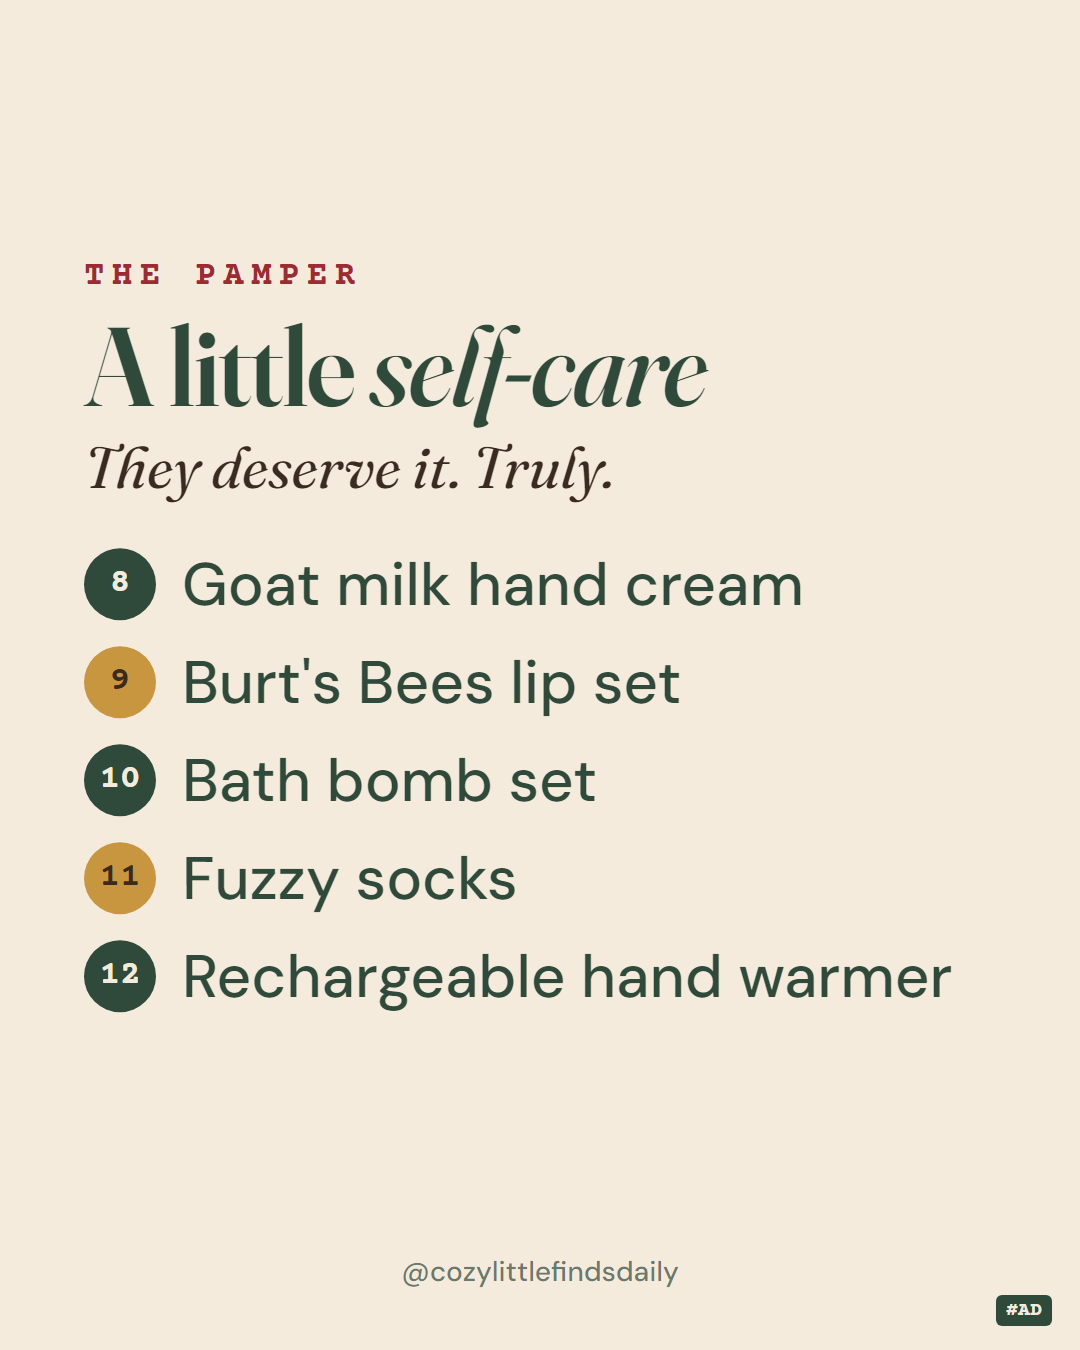 THE PAMPER
A little self-care
They deserve it. Truly.
8 Goat milk hand cream
9 Burt's Bees lip set
10 Bath bomb set
11 Fuzzy socks
12 Rechargeable hand warmer
@cozylittlefindsdaily
#AD